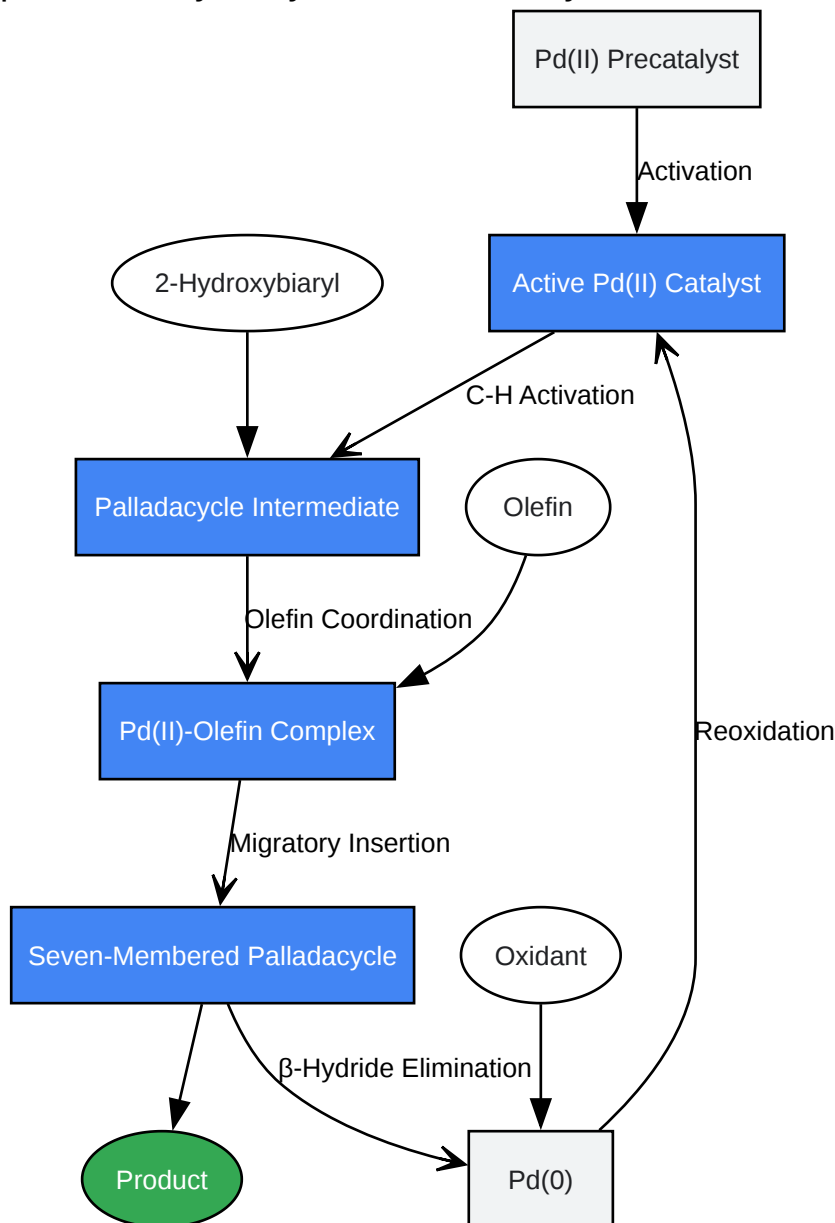 Pd(II) Precatalyst
Activation
2-Hydroxybiaryl
Active Pd(II) Catalyst
C-H Activation
Palladacycle Intermediate
Olefin
Olefin Coordination
Pd(II)-Olefin Complex
Reoxidation
Migratory Insertion
Seven-Membered Palladacycle
Oxidant
β-Hydride Elimination
Product
Pd(0)